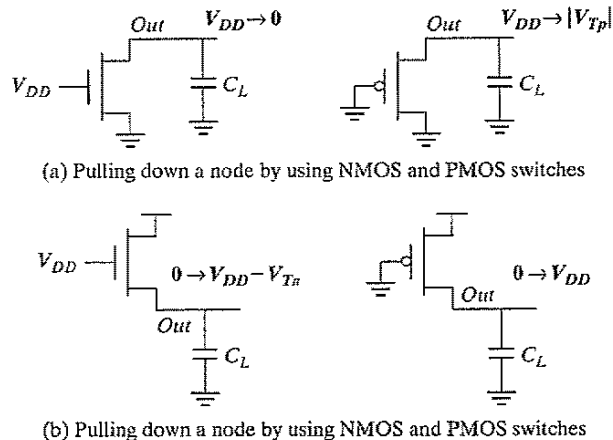 Out
V_DD → 0
V_DD
C_L
Out
V_DD → |V_Tp|
C_L
(a) Pulling down a node by using NMOS and PMOS switches
V_DD
0 → V_DD − V_Tn
Out
C_L
0 → V_DD
Out
C_L
(b) Pulling down a node by using NMOS and PMOS switches